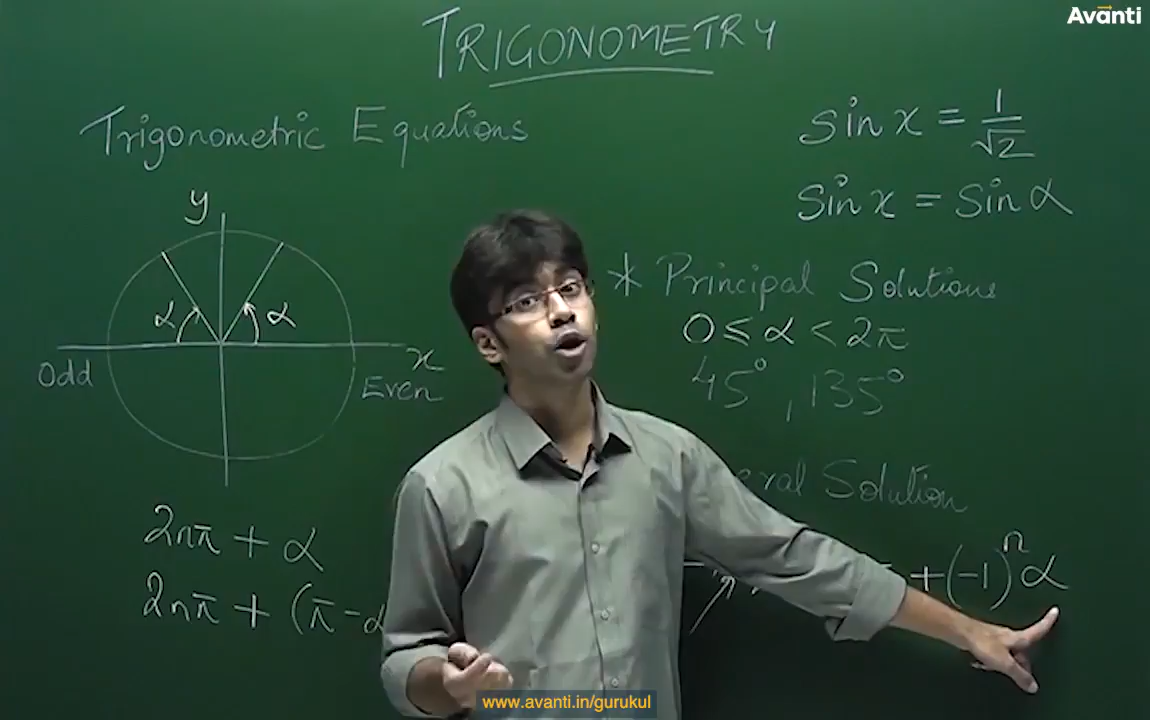 Avanti
TRIGONOMETRY
Trigonometric Equations
sin x = 1/√2
sin x = sin α
y
* Principal Solutions
0 ≤ α < 2π
45°, 135°
α α
x
Odd
Even
Solution
2nπ + α
2nπ + (π - α
+ (-1)ⁿ α
www.avanti.in/gurukul